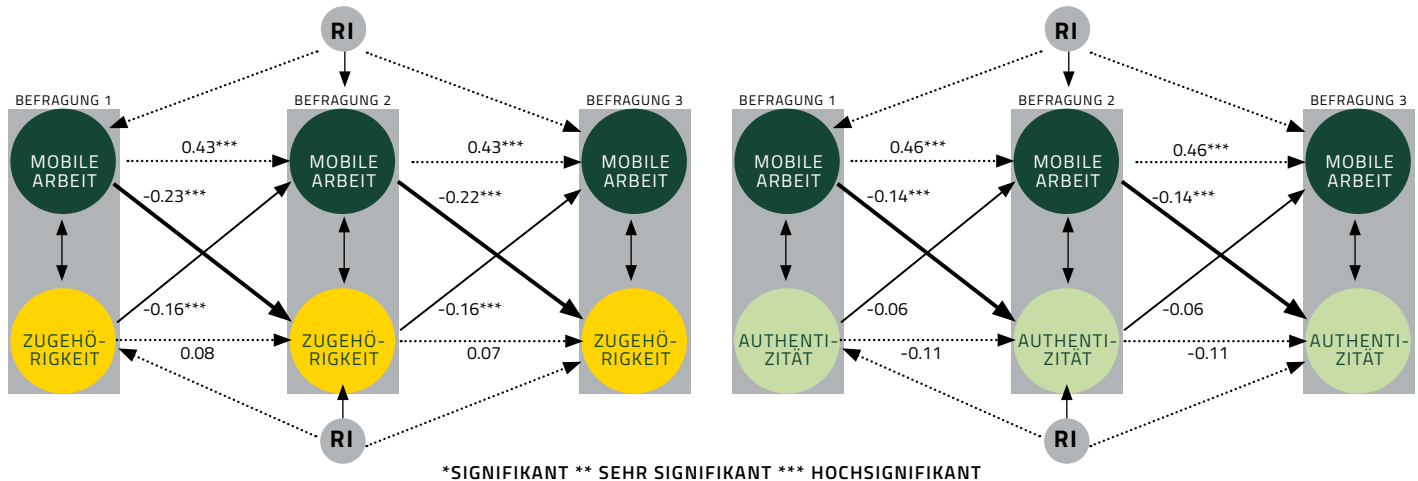 RI
BEFRAGUNG 1
BEFRAGUNG 2
BEFRAGUNG 3
MOBILE
ARBEIT
0.43***
MOBILE
ARBEIT
0.43***
MOBILE
ARBEIT
-0.23***
-0.22***
-0.16***
-0.16***
ZUGEHÖ-
RIGKEIT
0.08
ZUGEHÖ-
RIGKEIT
0.07
ZUGEHÖ-
RIGKEIT
RI
RI
BEFRAGUNG 1
BEFRAGUNG 2
BEFRAGUNG 3
MOBILE
ARBEIT
0.46***
MOBILE
ARBEIT
0.46***
MOBILE
ARBEIT
-0.14***
-0.14***
-0.06
-0.06
AUTHENTI-
ZITÄT
-0.11
AUTHENTI-
ZITÄT
-0.11
AUTHENTI-
ZITÄT
RI
*SIGNIFIKANT ** SEHR SIGNIFIKANT *** HOCHSIGNIFIKANT